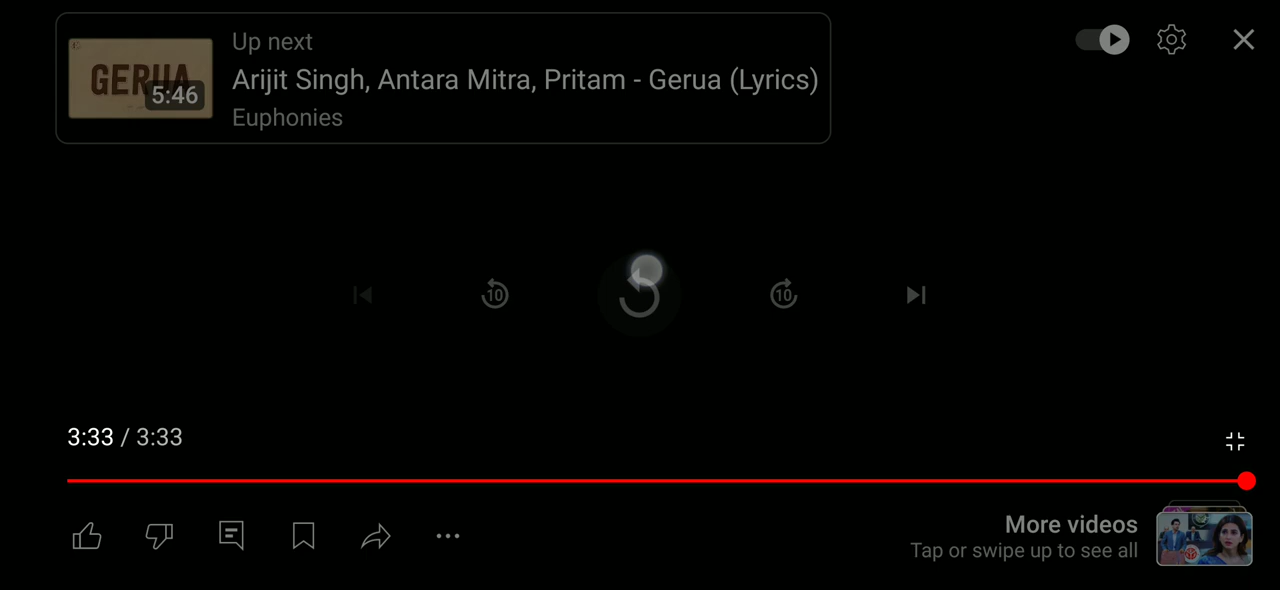 Up next
GERUA
5:46
Arijit Singh, Antara Mitra, Pritam - Gerua (Lyrics)
Euphonies
10
10
3:33 / 3:33
More videos
Tap or swipe up to see all